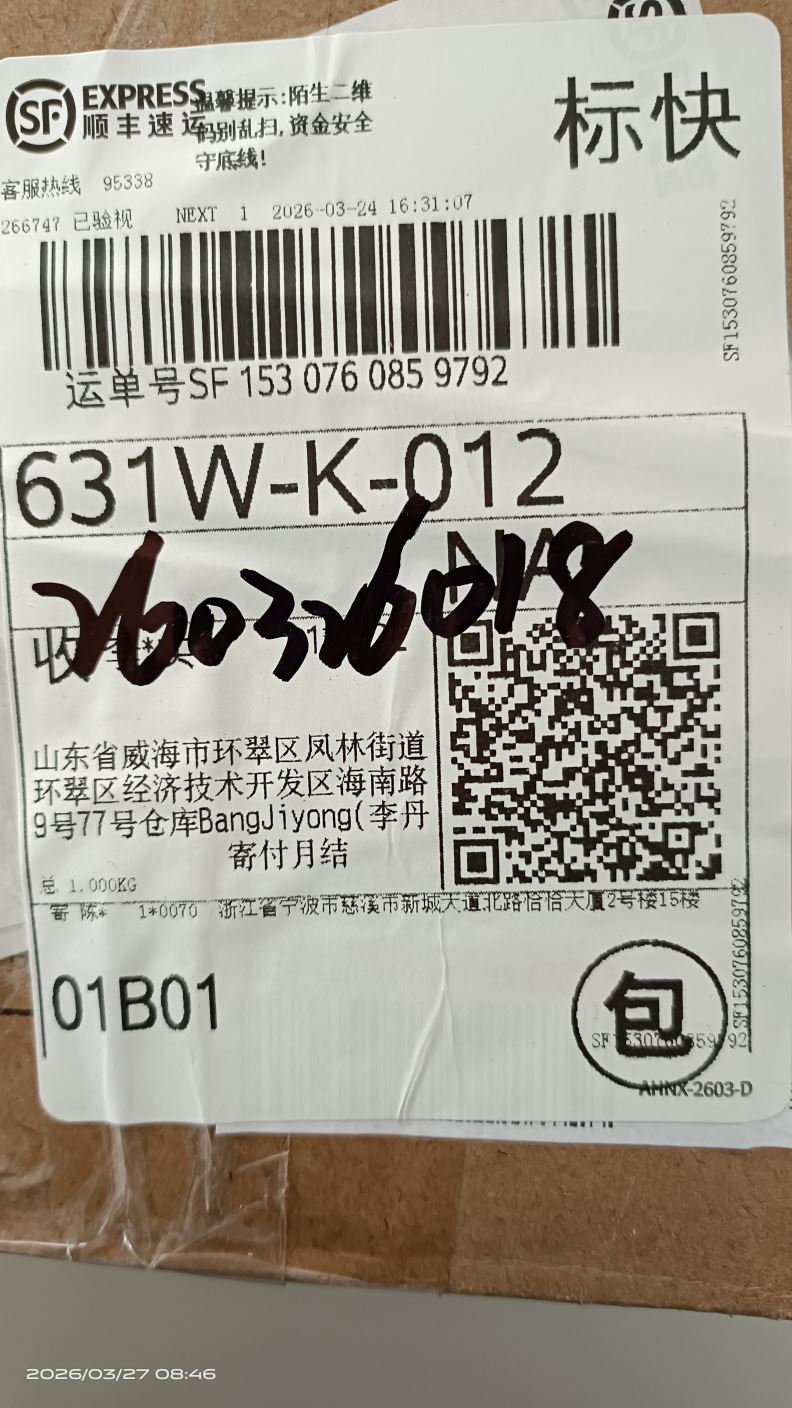 SF EXPRESS
顺丰速运
温馨提示:陌生二维
码别乱扫,资金安全
守底线!
标快
客服热线 95338
266747 已验视 NEXT 1 2026-03-24 16:31:07
SF1530760859792
运单号SF 153 076 085 9792
631W-K-012
260326018
收
山东省威海市环翠区凤林街道
环翠区经济技术开发区海南路
9号77号仓库BangJiyong(李丹
寄付月结
总 1.000KG
寄 陈* 1*0070 浙江省宁波市慈溪市新城大道北路恰恰大厦2号楼15楼
SF1530760859792
01B01
包
SF1530760859792
AHNX-2603-D
2026/03/27 08:46